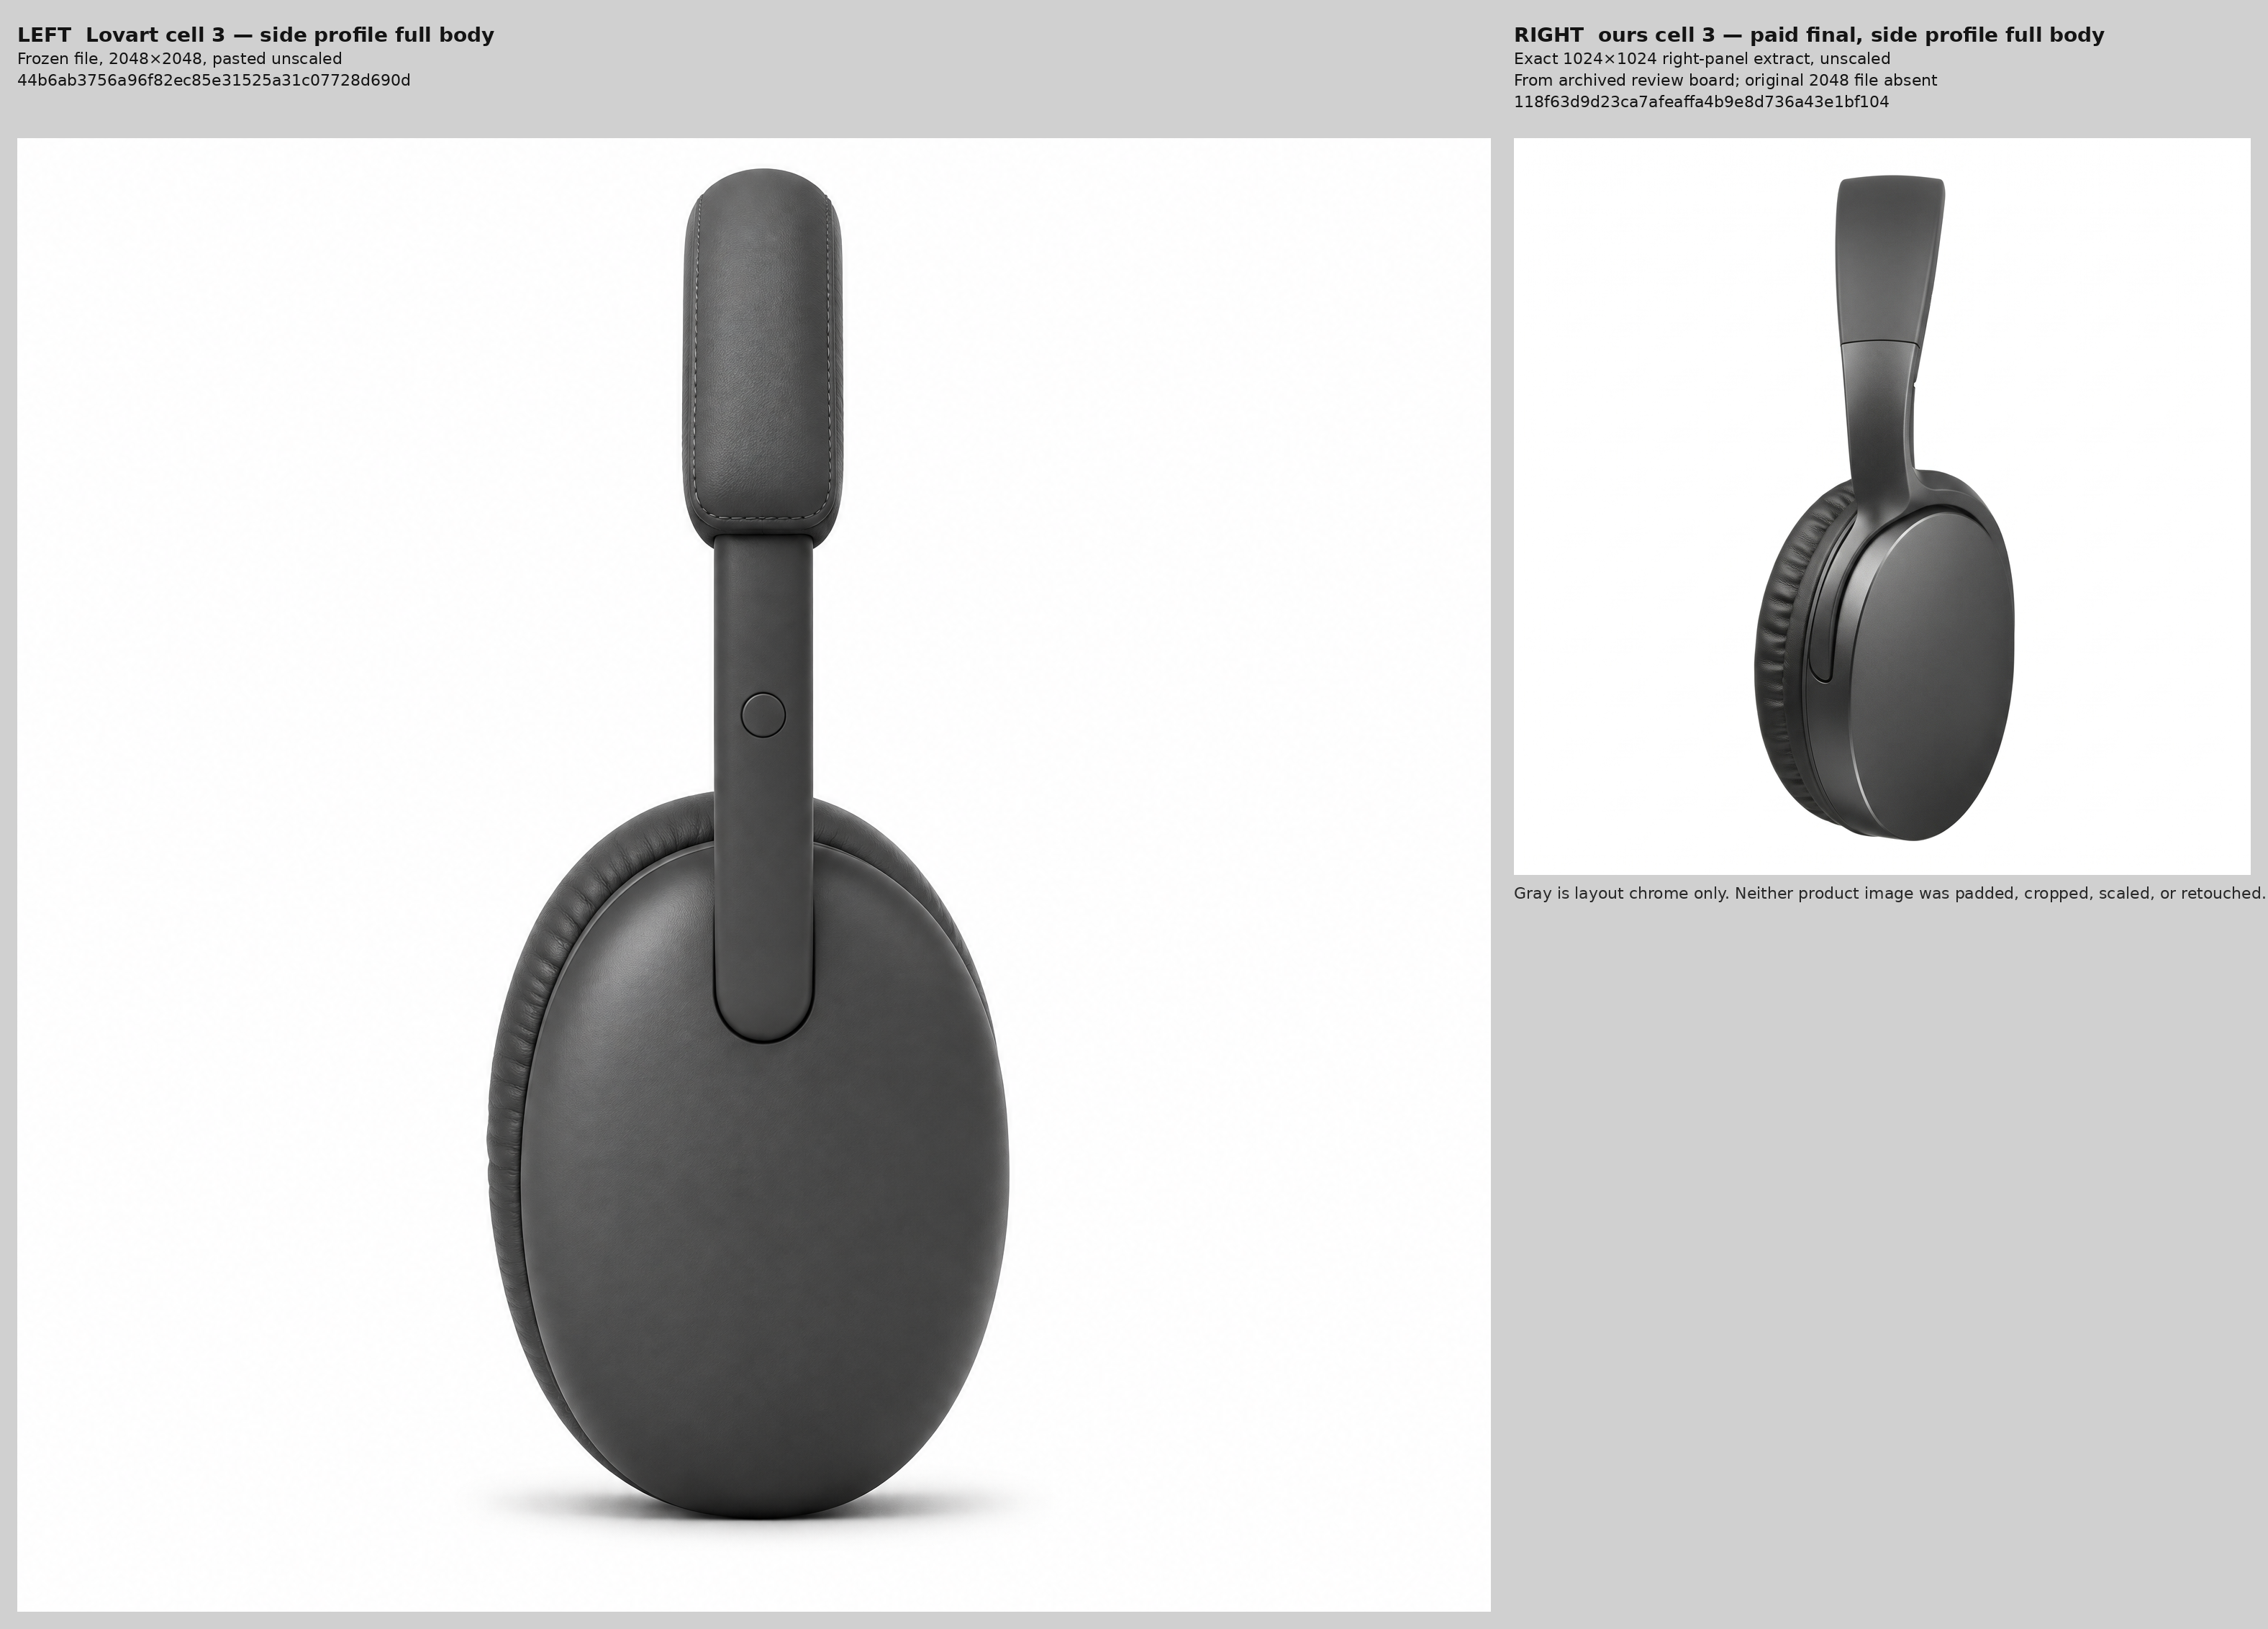 LEFT  Lovart cell 3 — side profile full body
Frozen file, 2048×2048, pasted unscaled
44b6ab3756a96f82ec85e31525a31c07728d690d
RIGHT  ours cell 3 — paid final, side profile full body
Exact 1024×1024 right-panel extract, unscaled
From archived review board; original 2048 file absent
118f63d9d23ca7afeaffa4b9e8d736a43e1bf104
Gray is layout chrome only. Neither product image was padded, cropped, scaled, or retouched.